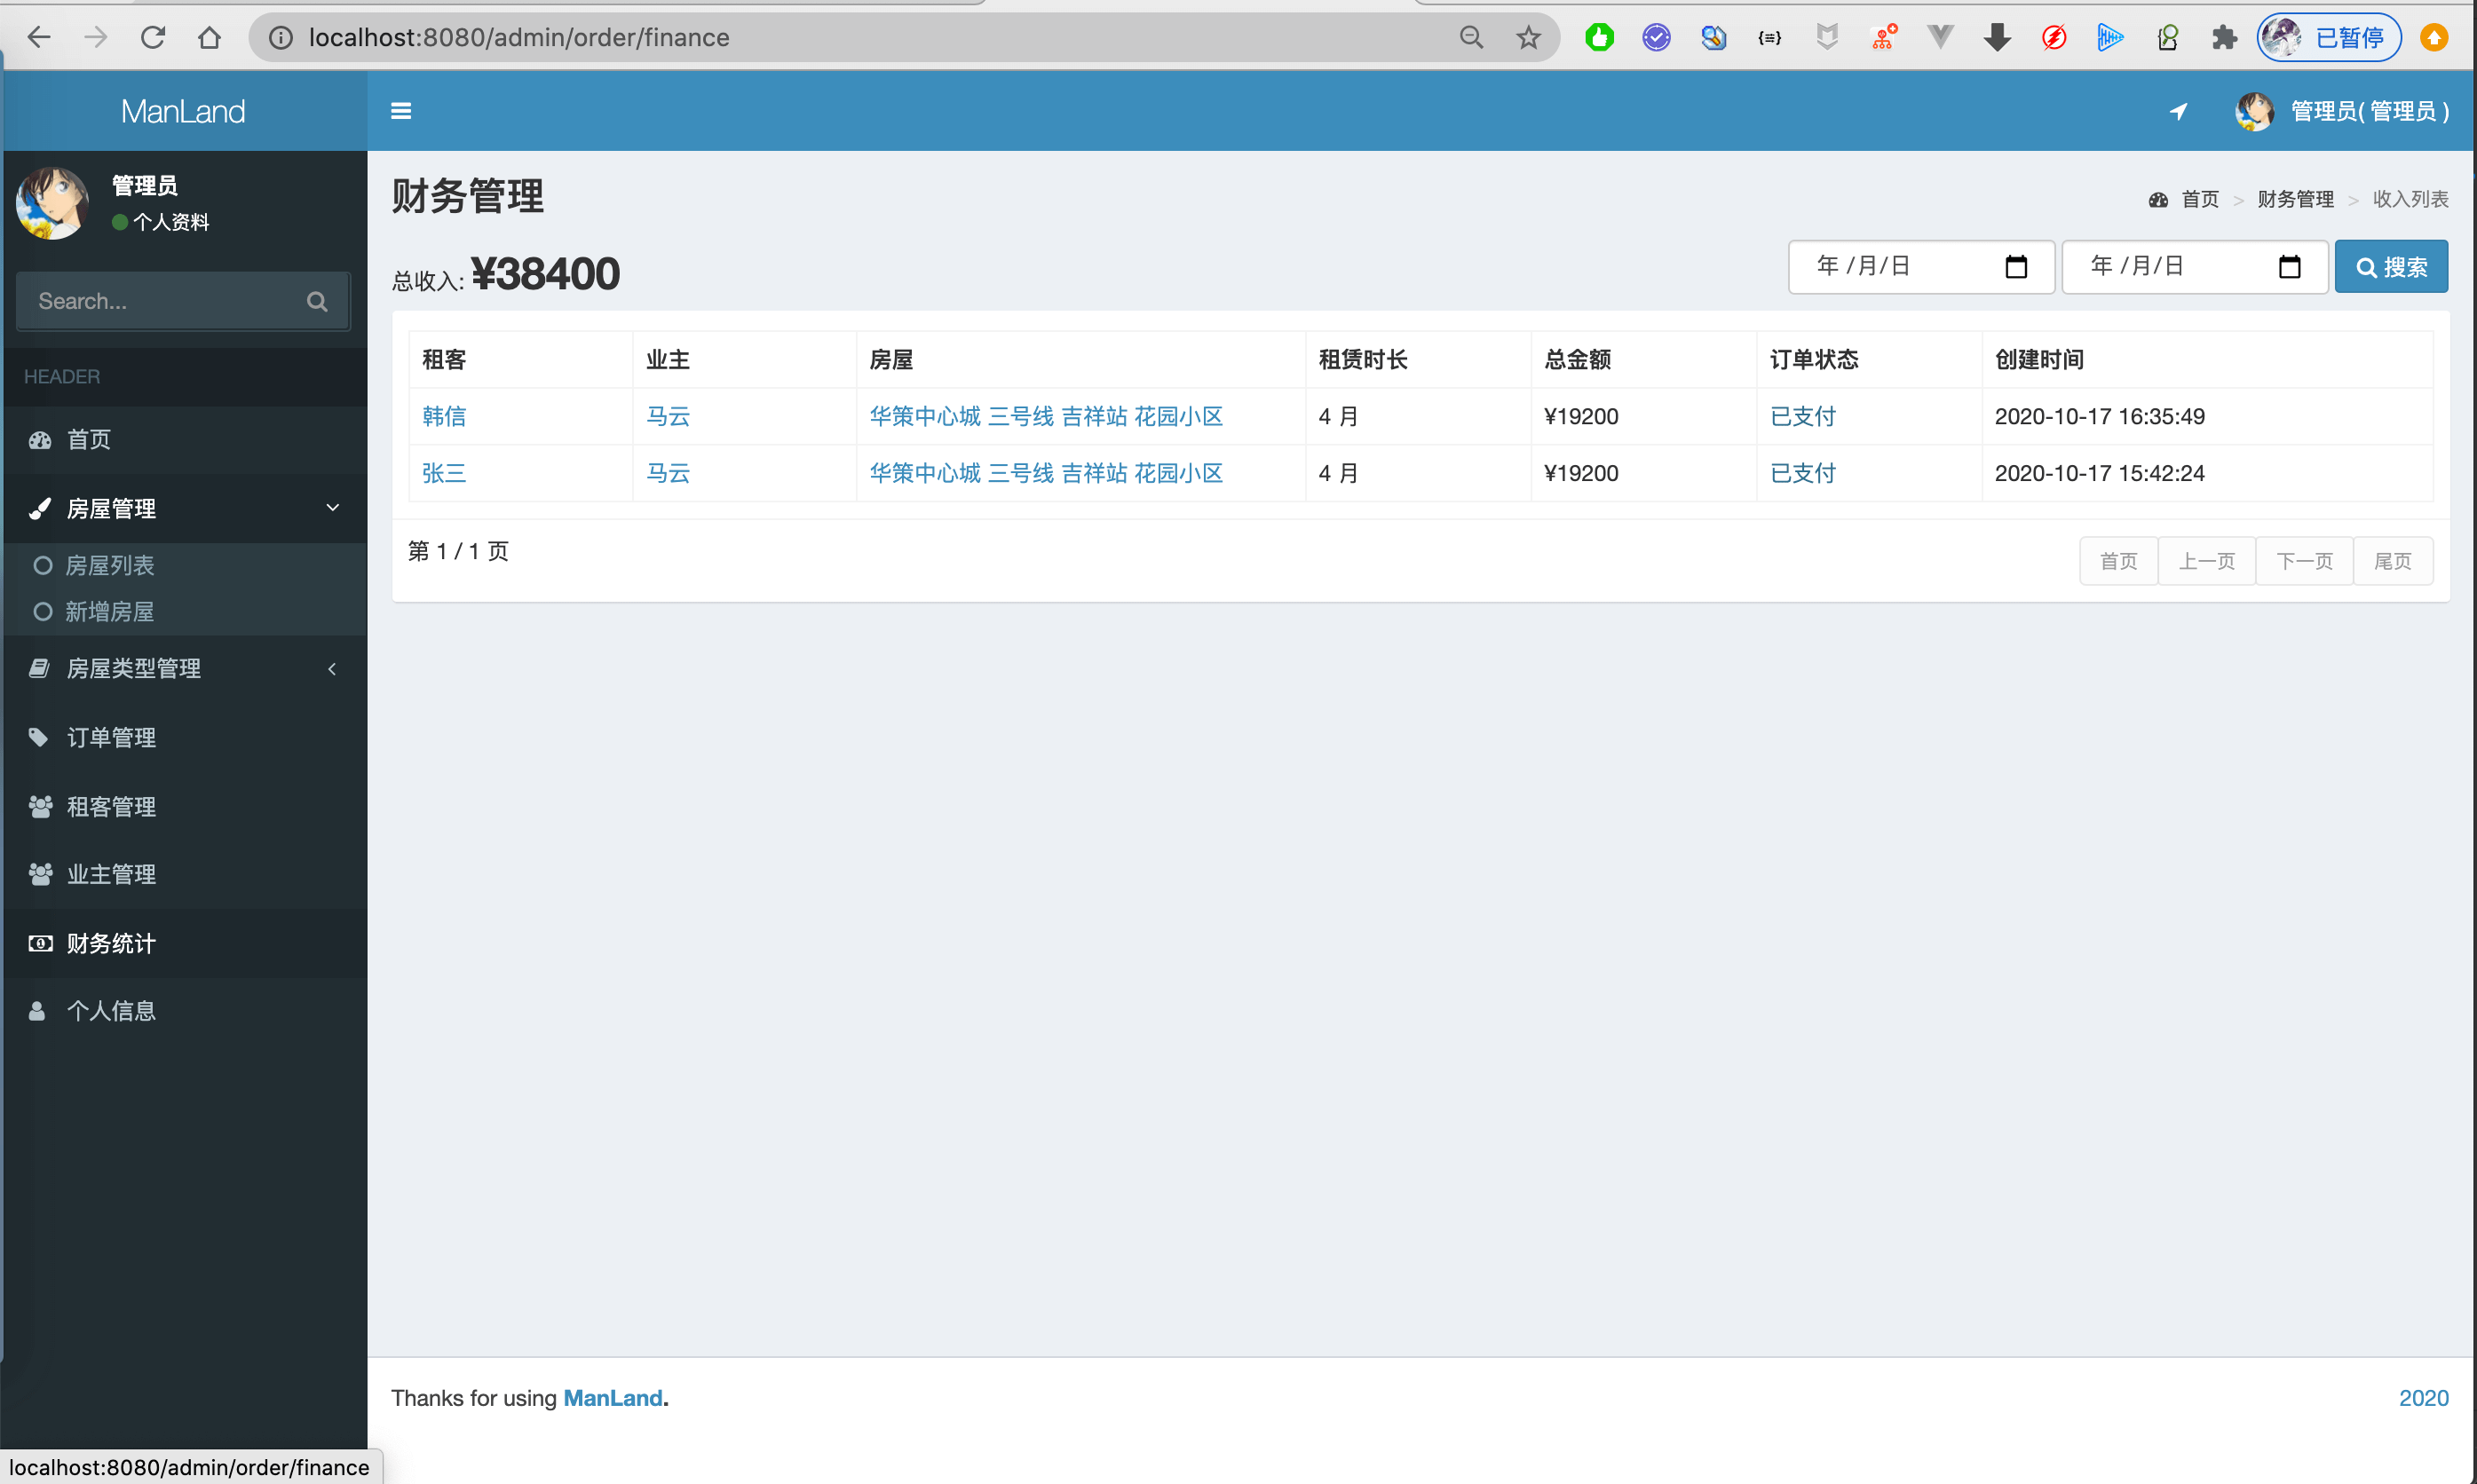 localhost:8080/admin/order/finance
已暂停
ManLand
管理员( 管理员 )
管理员
个人资料
Search...
HEADER
首页
房屋管理
房屋列表
新增房屋
房屋类型管理
订单管理
租客管理
业主管理
财务统计
个人信息
财务管理
首页 > 财务管理 > 收入列表
总收入: ¥38400
年 /月/日 年 /月/日 搜索
租客 业主 房屋 租赁时长 总金额 订单状态 创建时间
韩信 马云 华策中心城 三号线 吉祥站 花园小区 4 月 ¥19200 已支付 2020-10-17 16:35:49
张三 马云 华策中心城 三号线 吉祥站 花园小区 4 月 ¥19200 已支付 2020-10-17 15:42:24
第 1 / 1 页
首页 上一页 下一页 尾页
Thanks for using ManLand.
2020
localhost:8080/admin/order/finance